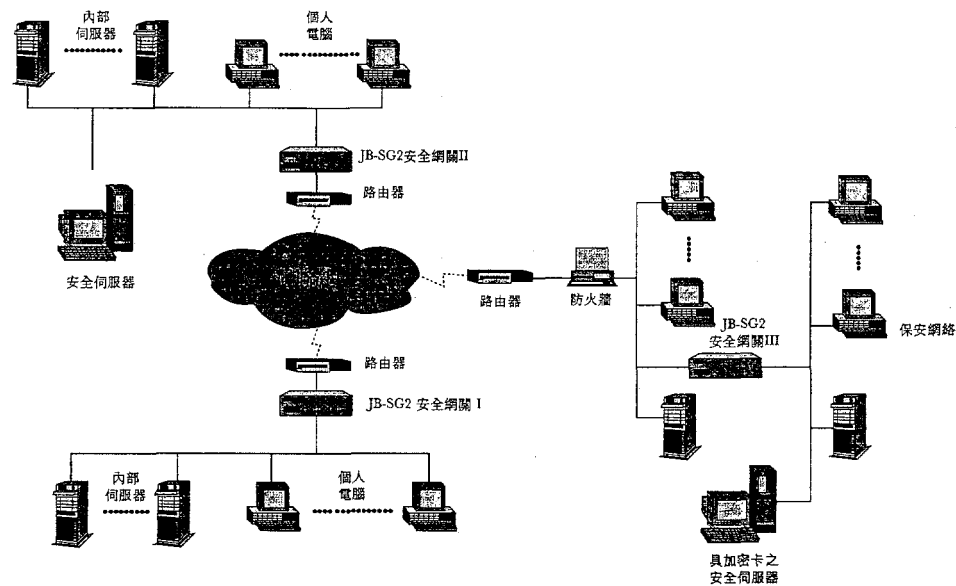 內部
伺服器
個人
電腦
JB-SG2安全網關II
路由器
安全伺服器
路由器
防火牆
JB-SG2
安全網關III
保安網絡
路由器
JB-SG2 安全網關 I
內部
伺服器
個人
電腦
具加密卡之
安全伺服器